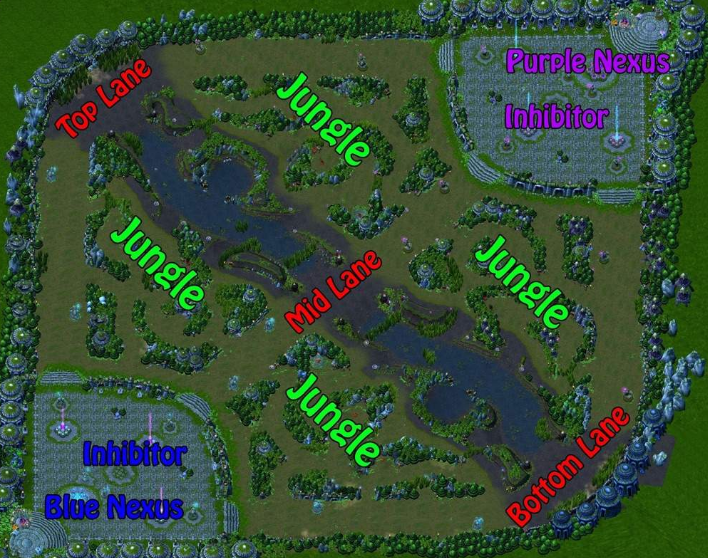 Purple Nexus
Top Lane
Inhibitor
Jungle
Jungle
Jungle
Mid Lane
Jungle
Inhibitor
Bottom Lane
Blue Nexus